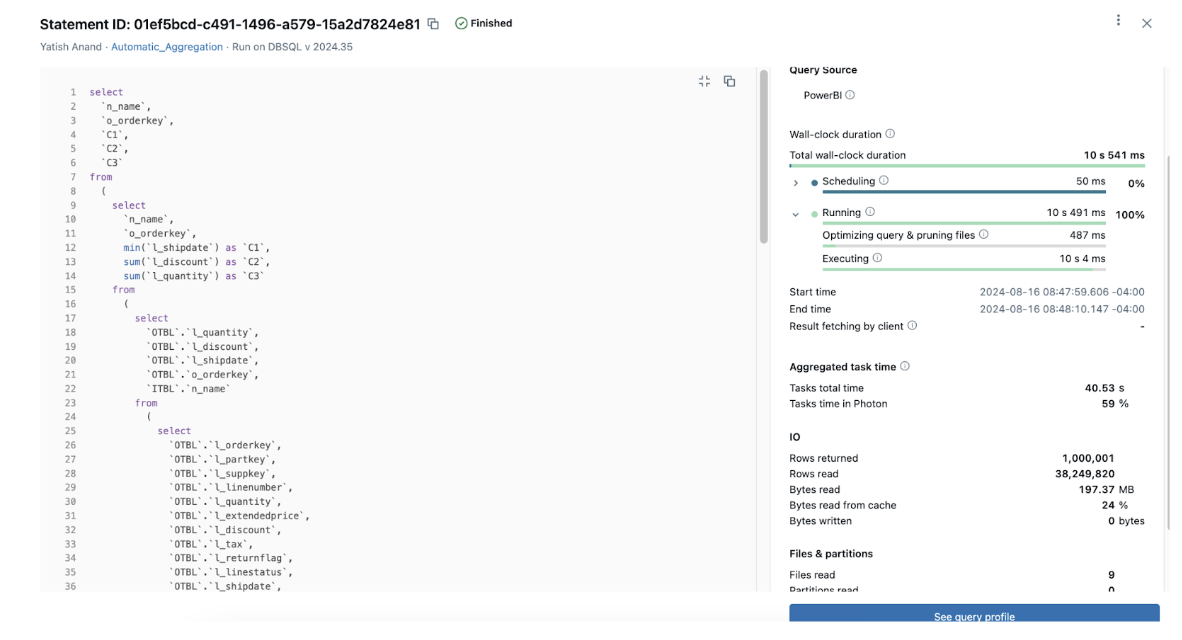 Statement ID: 01ef5bcd-c491-1496-a579-15a2d7824e81 Finished
Yatish Anand · Automatic_Aggregation · Run on DBSQL v 2024.35
1 select
2 `n_name`,
3 `o_orderkey`,
4 `C1`,
5 `C2`,
6 `C3`
7 from
8 (
9 select
10 `n_name`,
11 `o_orderkey`,
12 min(`l_shipdate`) as `C1`,
13 sum(`l_discount`) as `C2`,
14 sum(`l_quantity`) as `C3`
15 from
16 (
17 select
18 `OTBL`.`l_quantity`,
19 `OTBL`.`l_discount`,
20 `OTBL`.`l_shipdate`,
21 `OTBL`.`o_orderkey`,
22 `ITBL`.`n_name`
23 from
24 (
25 select
26 `OTBL`.`l_orderkey`,
27 `OTBL`.`l_partkey`,
28 `OTBL`.`l_suppkey`,
29 `OTBL`.`l_linenumber`,
30 `OTBL`.`l_quantity`,
31 `OTBL`.`l_extendedprice`,
32 `OTBL`.`l_discount`,
33 `OTBL`.`l_tax`,
34 `OTBL`.`l_returnflag`,
35 `OTBL`.`l_linestatus`,
36 `OTBL`.`l_shipdate`,
Query Source
PowerBI
Wall-clock duration
Total wall-clock duration 10 s 541 ms
Scheduling 50 ms 0%
Running 10 s 491 ms 100%
Optimizing query & pruning files 487 ms
Executing 10 s 4 ms
Start time 2024-08-16 08:47:59.606 -04:00
End time 2024-08-16 08:48:10.147 -04:00
Result fetching by client -
Aggregated task time
Tasks total time 40.53 s
Tasks time in Photon 59 %
IO
Rows returned 1,000,001
Rows read 38,249,820
Bytes read 197.37 MB
Bytes read from cache 24 %
Bytes written 0 bytes
Files & partitions
Files read 9
Partitions read 0
See query profile